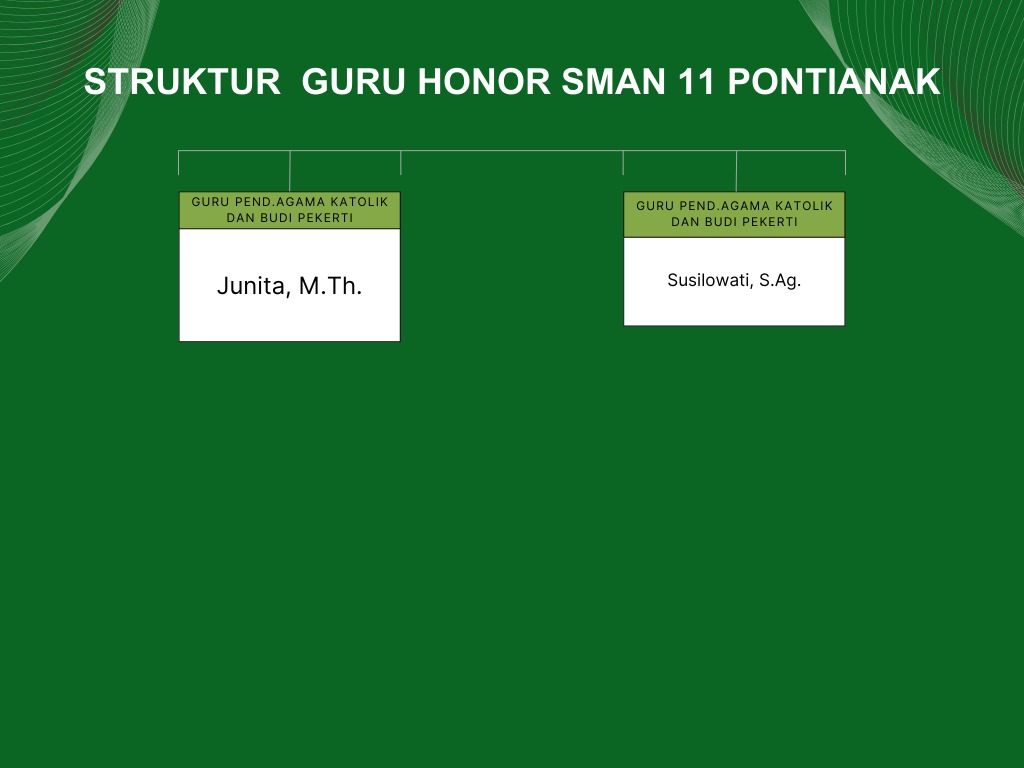 STRUKTUR  GURU HONOR SMAN 11 PONTIANAK
GURU PEND.AGAMA KATOLIK
DAN BUDI PEKERTI
Junita, M.Th.
GURU PEND.AGAMA KATOLIK
DAN BUDI PEKERTI
Susilowati, S.Ag.